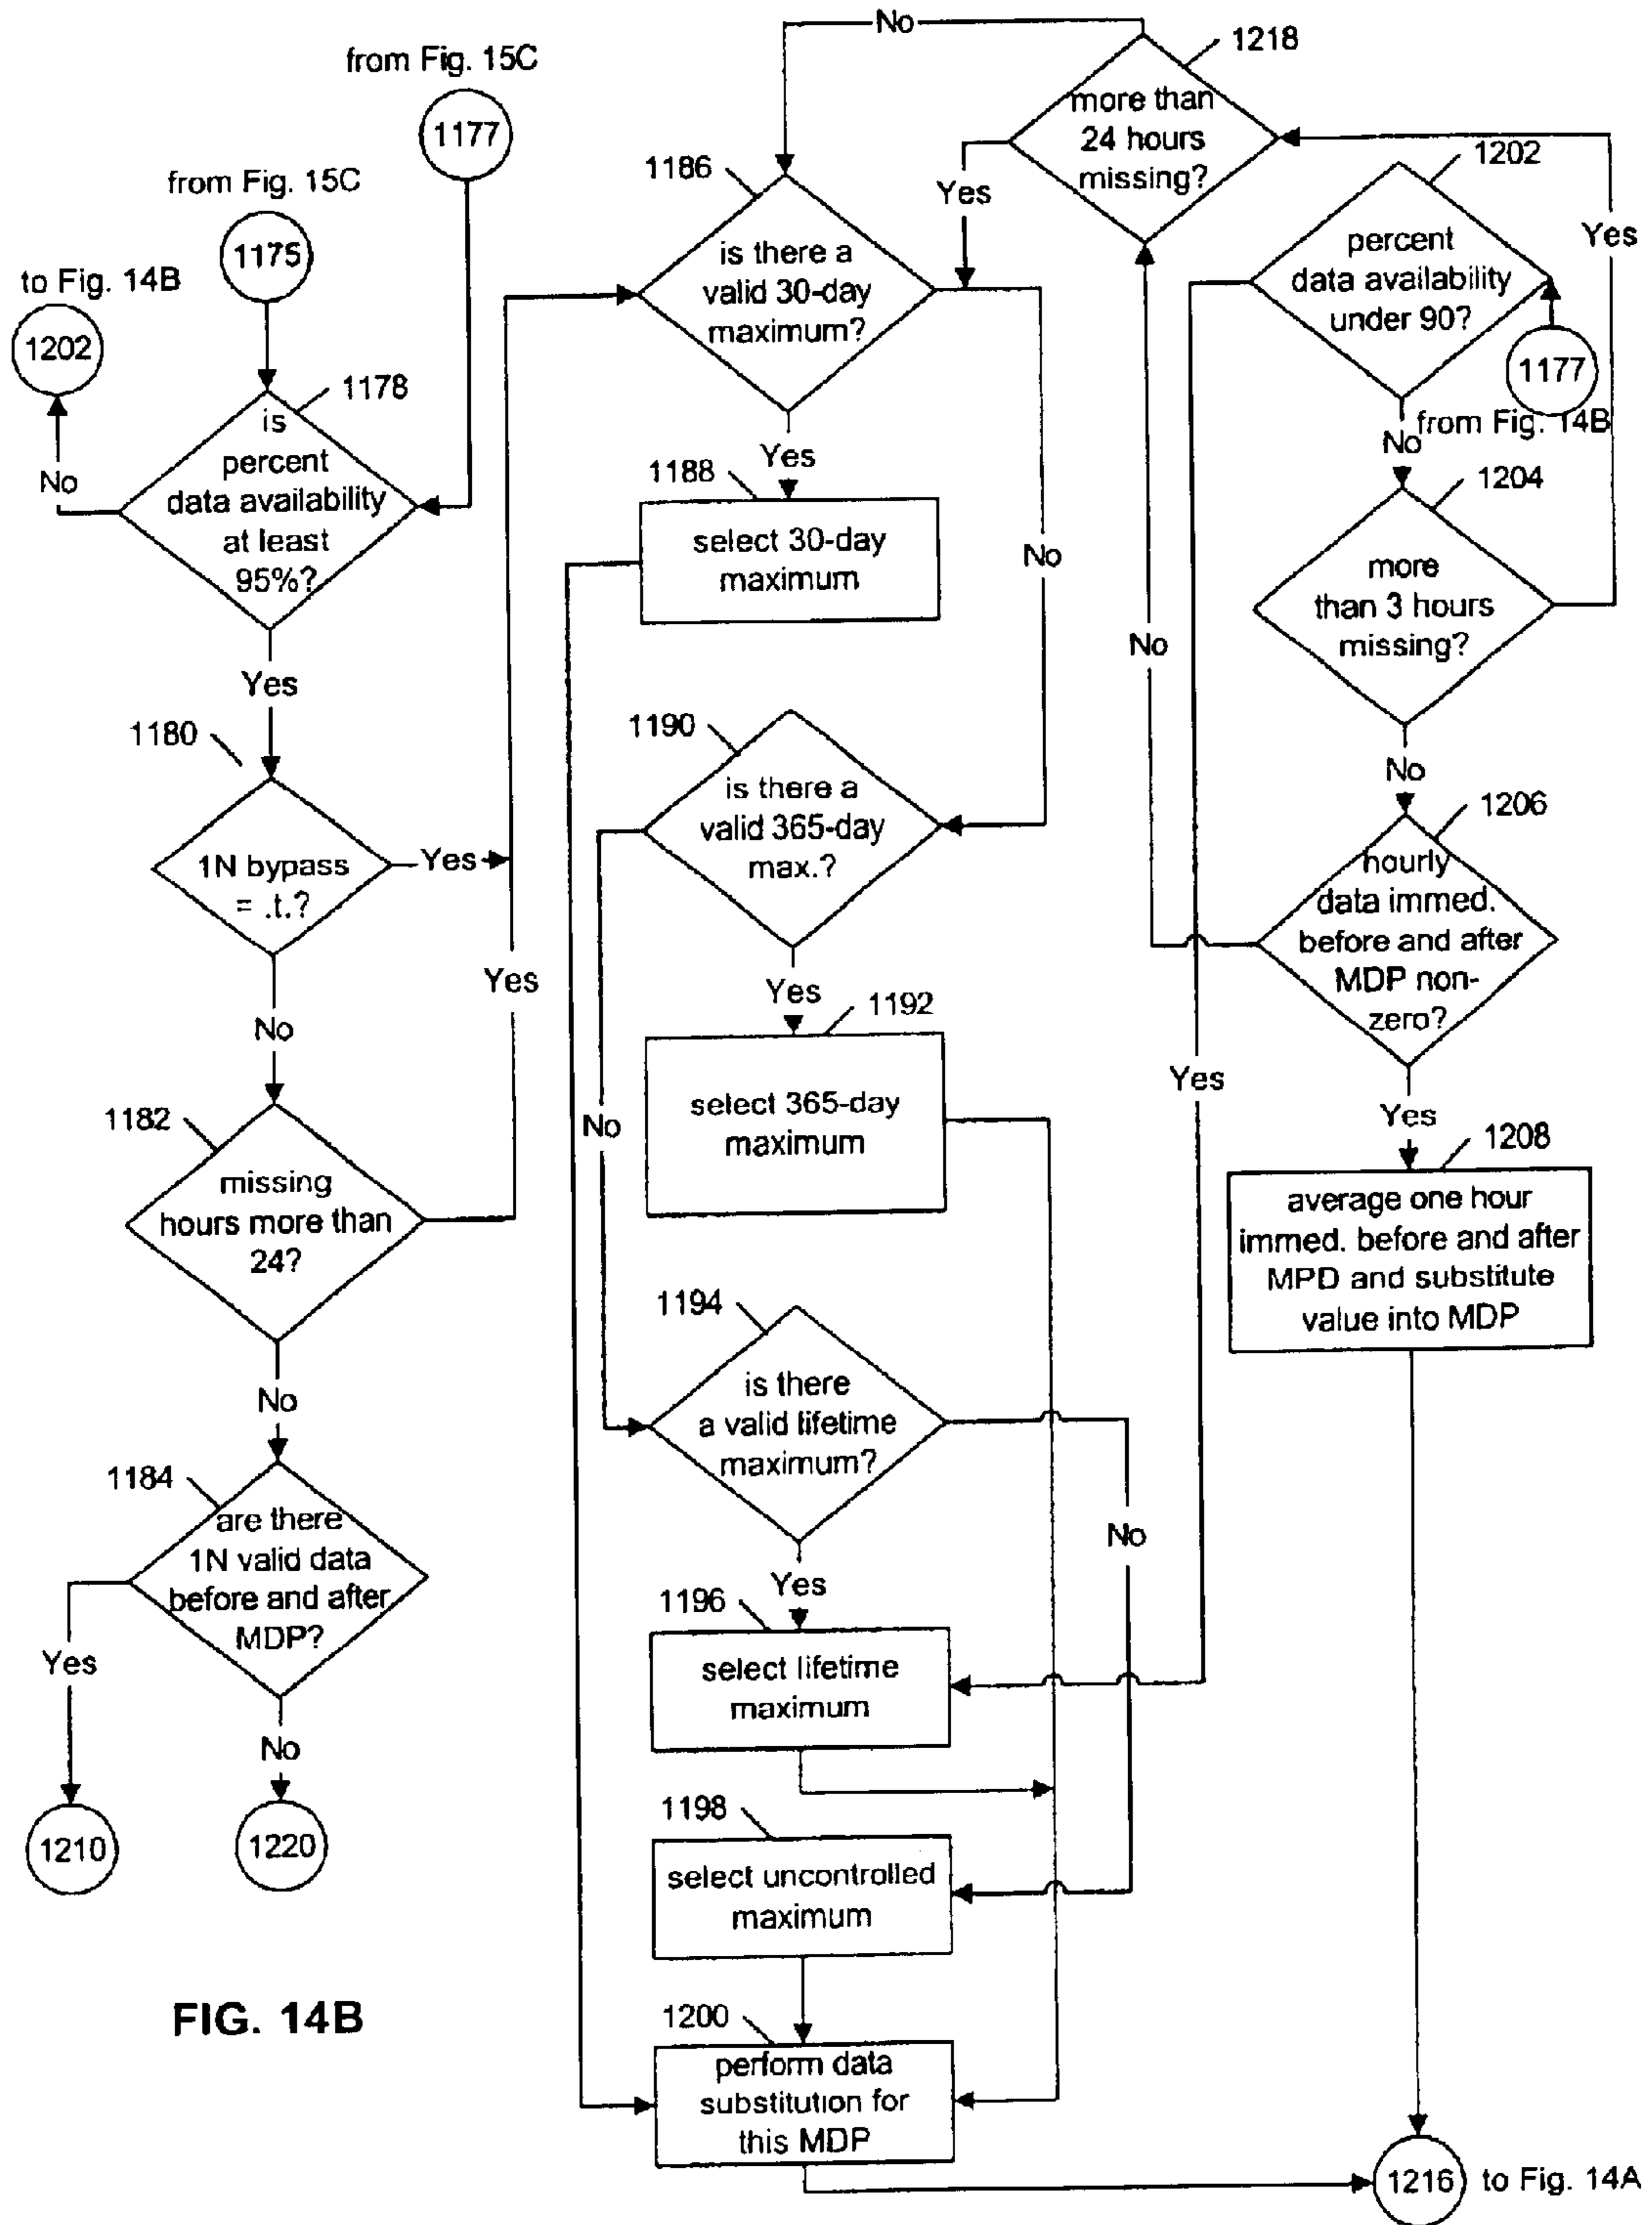 from Fig. 15C
1177
from Fig. 15C
1175
to Fig. 14B
1202
1178
is
percent
data availability
at least
95%?
No
Yes
1180
1N bypass
= .t.?
Yes
No
Yes
1182
missing
hours more than
24?
No
1184
are there
1N valid data
before and after
MDP?
Yes
No
1210
1220
FIG. 14B
No
1218
more than
24 hours
missing?
Yes
1186
is there a
valid 30-day
maximum?
Yes
No
1188
select 30-day
maximum
1190
is there a
valid 365-day
max.?
Yes
No
1192
select 365-day
maximum
1194
is there
a valid lifetime
maximum?
Yes
No
1196
select lifetime
maximum
1198
select uncontrolled
maximum
1200
perform data
substitution for
this MDP
1202
percent
data availability
under 90?
Yes
1177
from Fig. 14B
No
Yes
1204
more
than 3 hours
missing?
No
No
1206
hourly
data immed.
before and after
MDP non-
zero?
Yes
1208
average one hour
immed. before and after
MPD and substitute
value into MDP
1216
to Fig. 14A